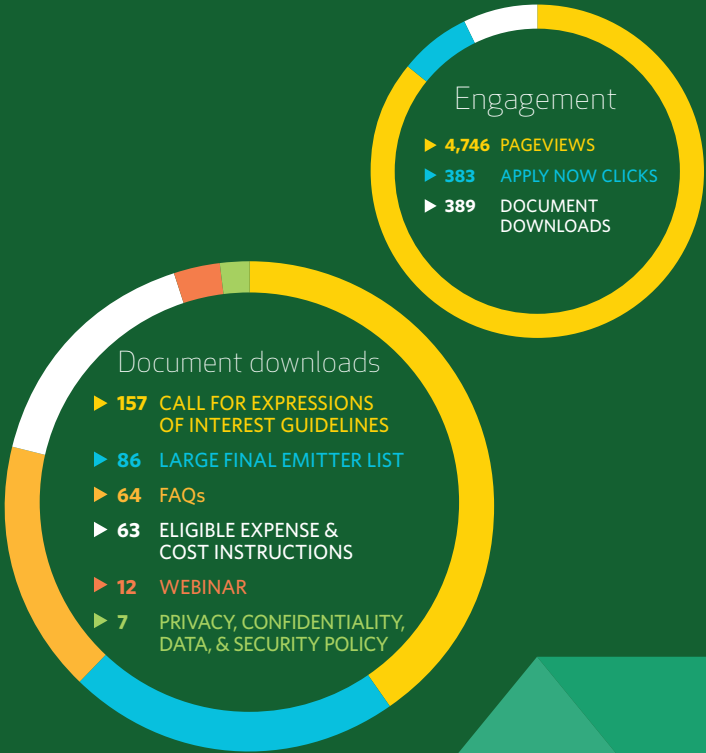 Engagement
4,746 PAGEVIEWS
383 APPLY NOW CLICKS
389 DOCUMENT
DOWNLOADS
Document downloads
157 CALL FOR EXPRESSIONS
OF INTEREST GUIDELINES
86 LARGE FINAL EMITTER LIST
64 FAQs
63 ELIGIBLE EXPENSE &
COST INSTRUCTIONS
12 WEBINAR
7 PRIVACY, CONFIDENTIALITY,
DATA, & SECURITY POLICY